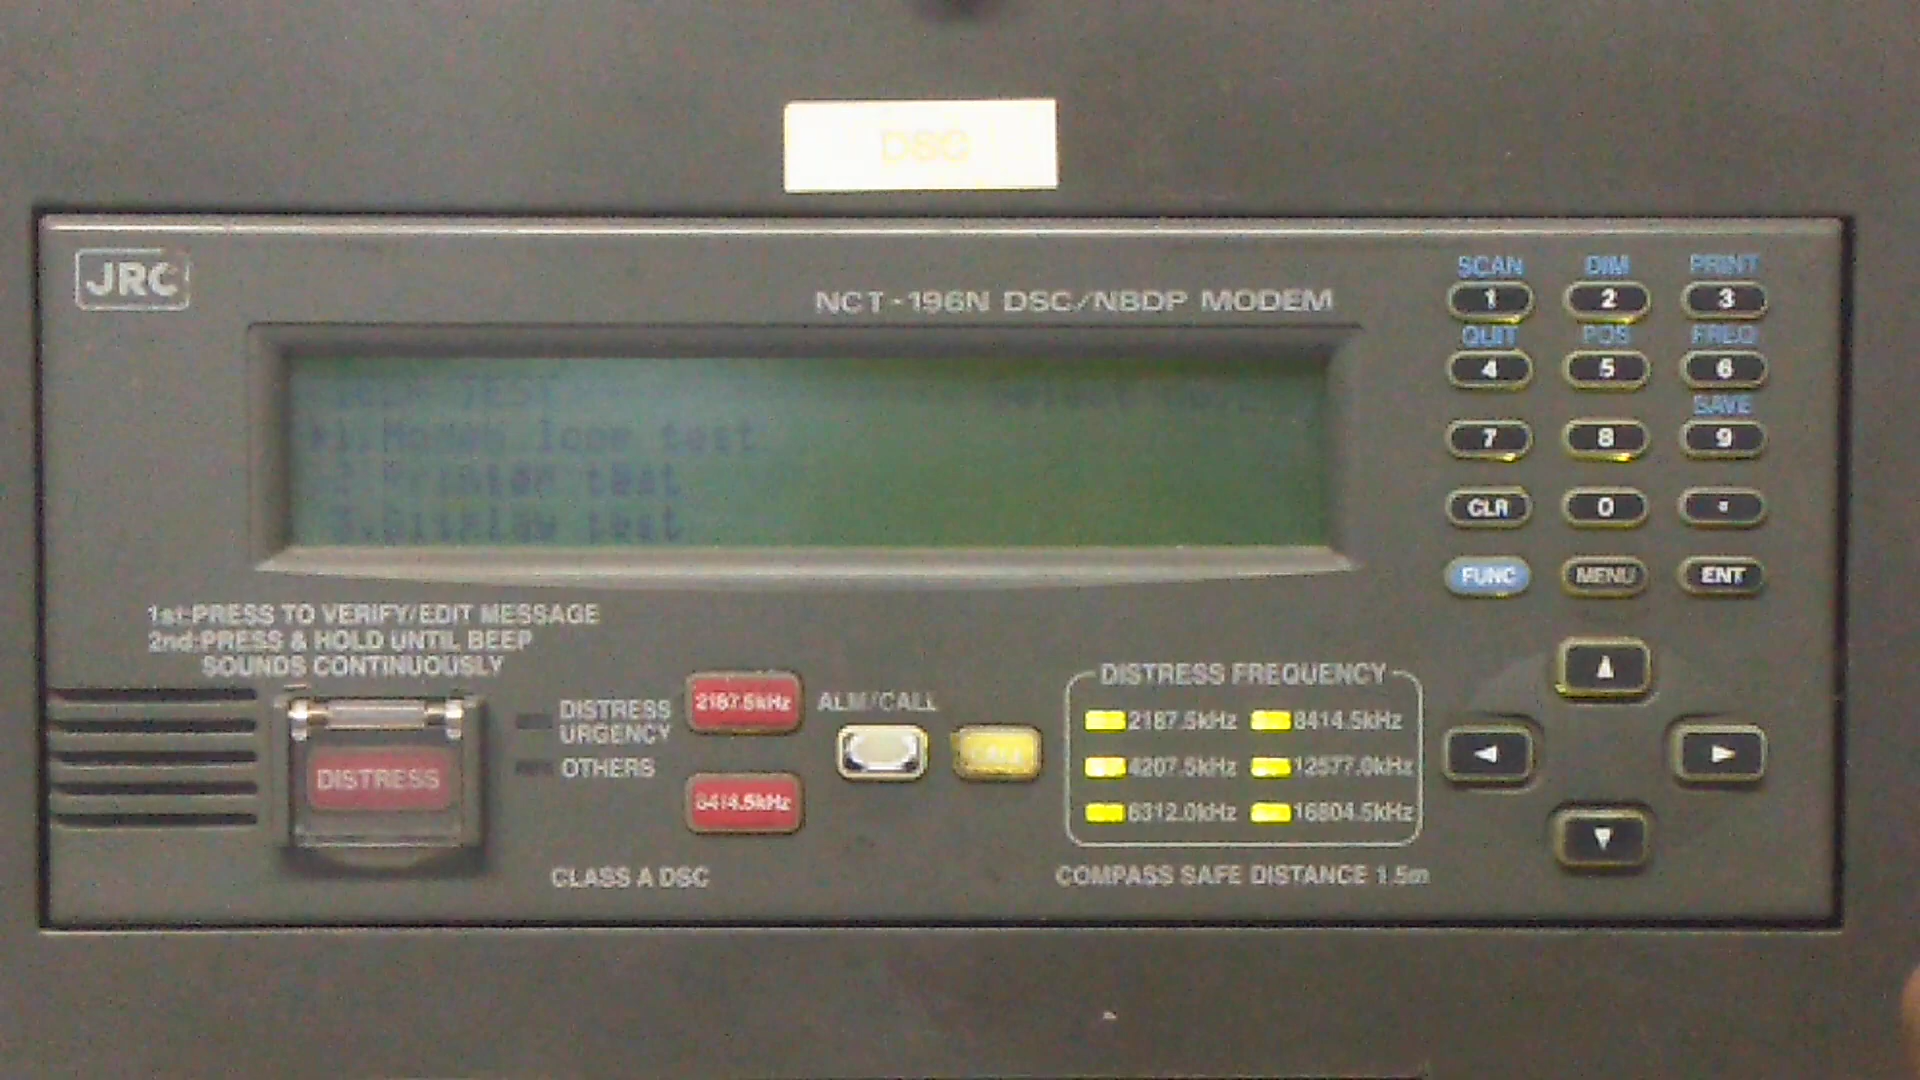 DSC
JRC
NCT-196N DSC/NBDP MODEM
SELF TEST
1.Modem loop test
2.Printer test
3.Display test
SCAN DIM PRINT
1 2 3
QUIT POS FREQ
4 5 6
SAVE
7 8 9
CLR 0
FUNC MENU ENT
1st:PRESS TO VERIFY/EDIT MESSAGE
2nd:PRESS & HOLD UNTIL BEEP
SOUNDS CONTINUOUSLY
DISTRESS
DISTRESS
URGENCY
OTHERS
2187.5kHz
8414.5kHz
ALM/CALL
CALL
CLASS A DSC
DISTRESS FREQUENCY
2187.5kHz 8414.5kHz
4207.5kHz 12577.0kHz
6312.0kHz 16804.5kHz
COMPASS SAFE DISTANCE 1.5m